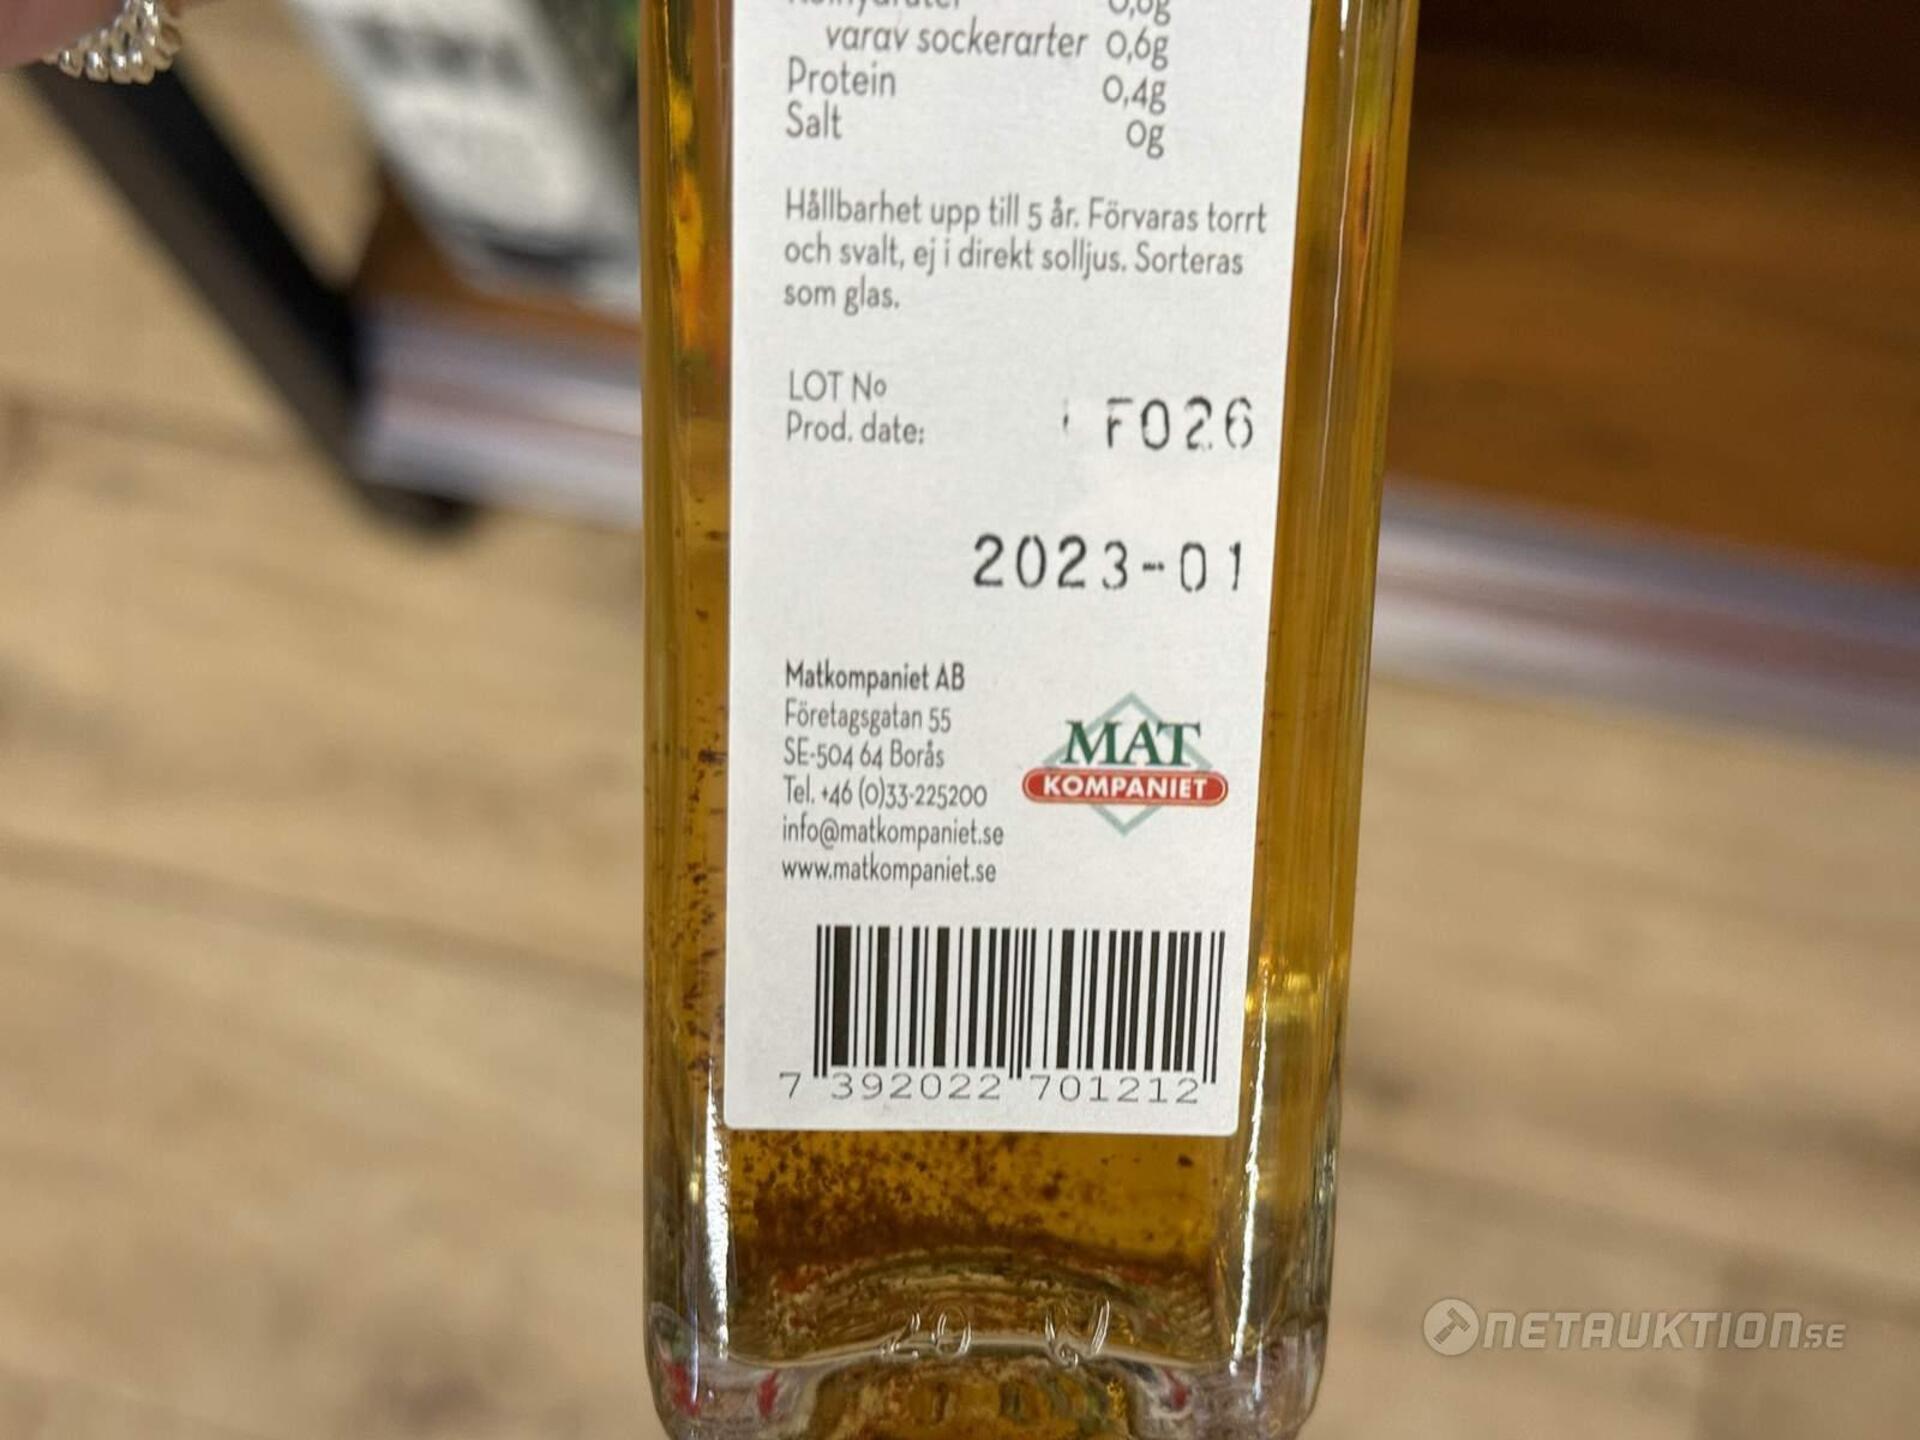 varav sockerarter 0,6g
Protein 0,4g
Salt 0g
Hållbarhet upp till 5 år. Förvaras torrt
och svalt, ej i direkt solljus. Sorteras
som glas.
LOT No
Prod. date:
F026
2023-01
Matkompaniet AB
Företagsgatan 55
SE-504 64 Borås
Tel. +46 (0)33-225200
info@matkompaniet.se
www.matkompaniet.se
MAT
KOMPANIET
7 392022 701212
20
NETAUKTION.SE